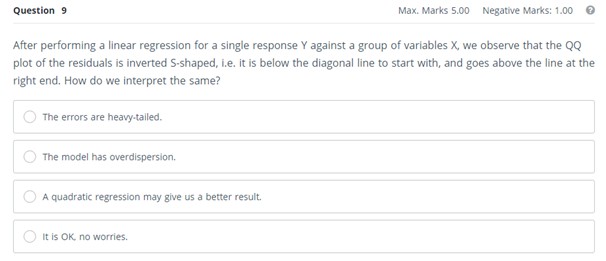 Question 9 Max. Marks 5.00 Negative Marks: 1.00
After performing a linear regression for a single response Y against a group of variables X, we observe that the QQ
plot of the residuals is inverted S-shaped, i.e. it is below the diagonal line to start with, and goes above the line at the
right end. How do we interpret the same?
The errors are heavy-tailed.
The model has overdispersion.
A quadratic regression may give us a better result.
It is OK, no worries.